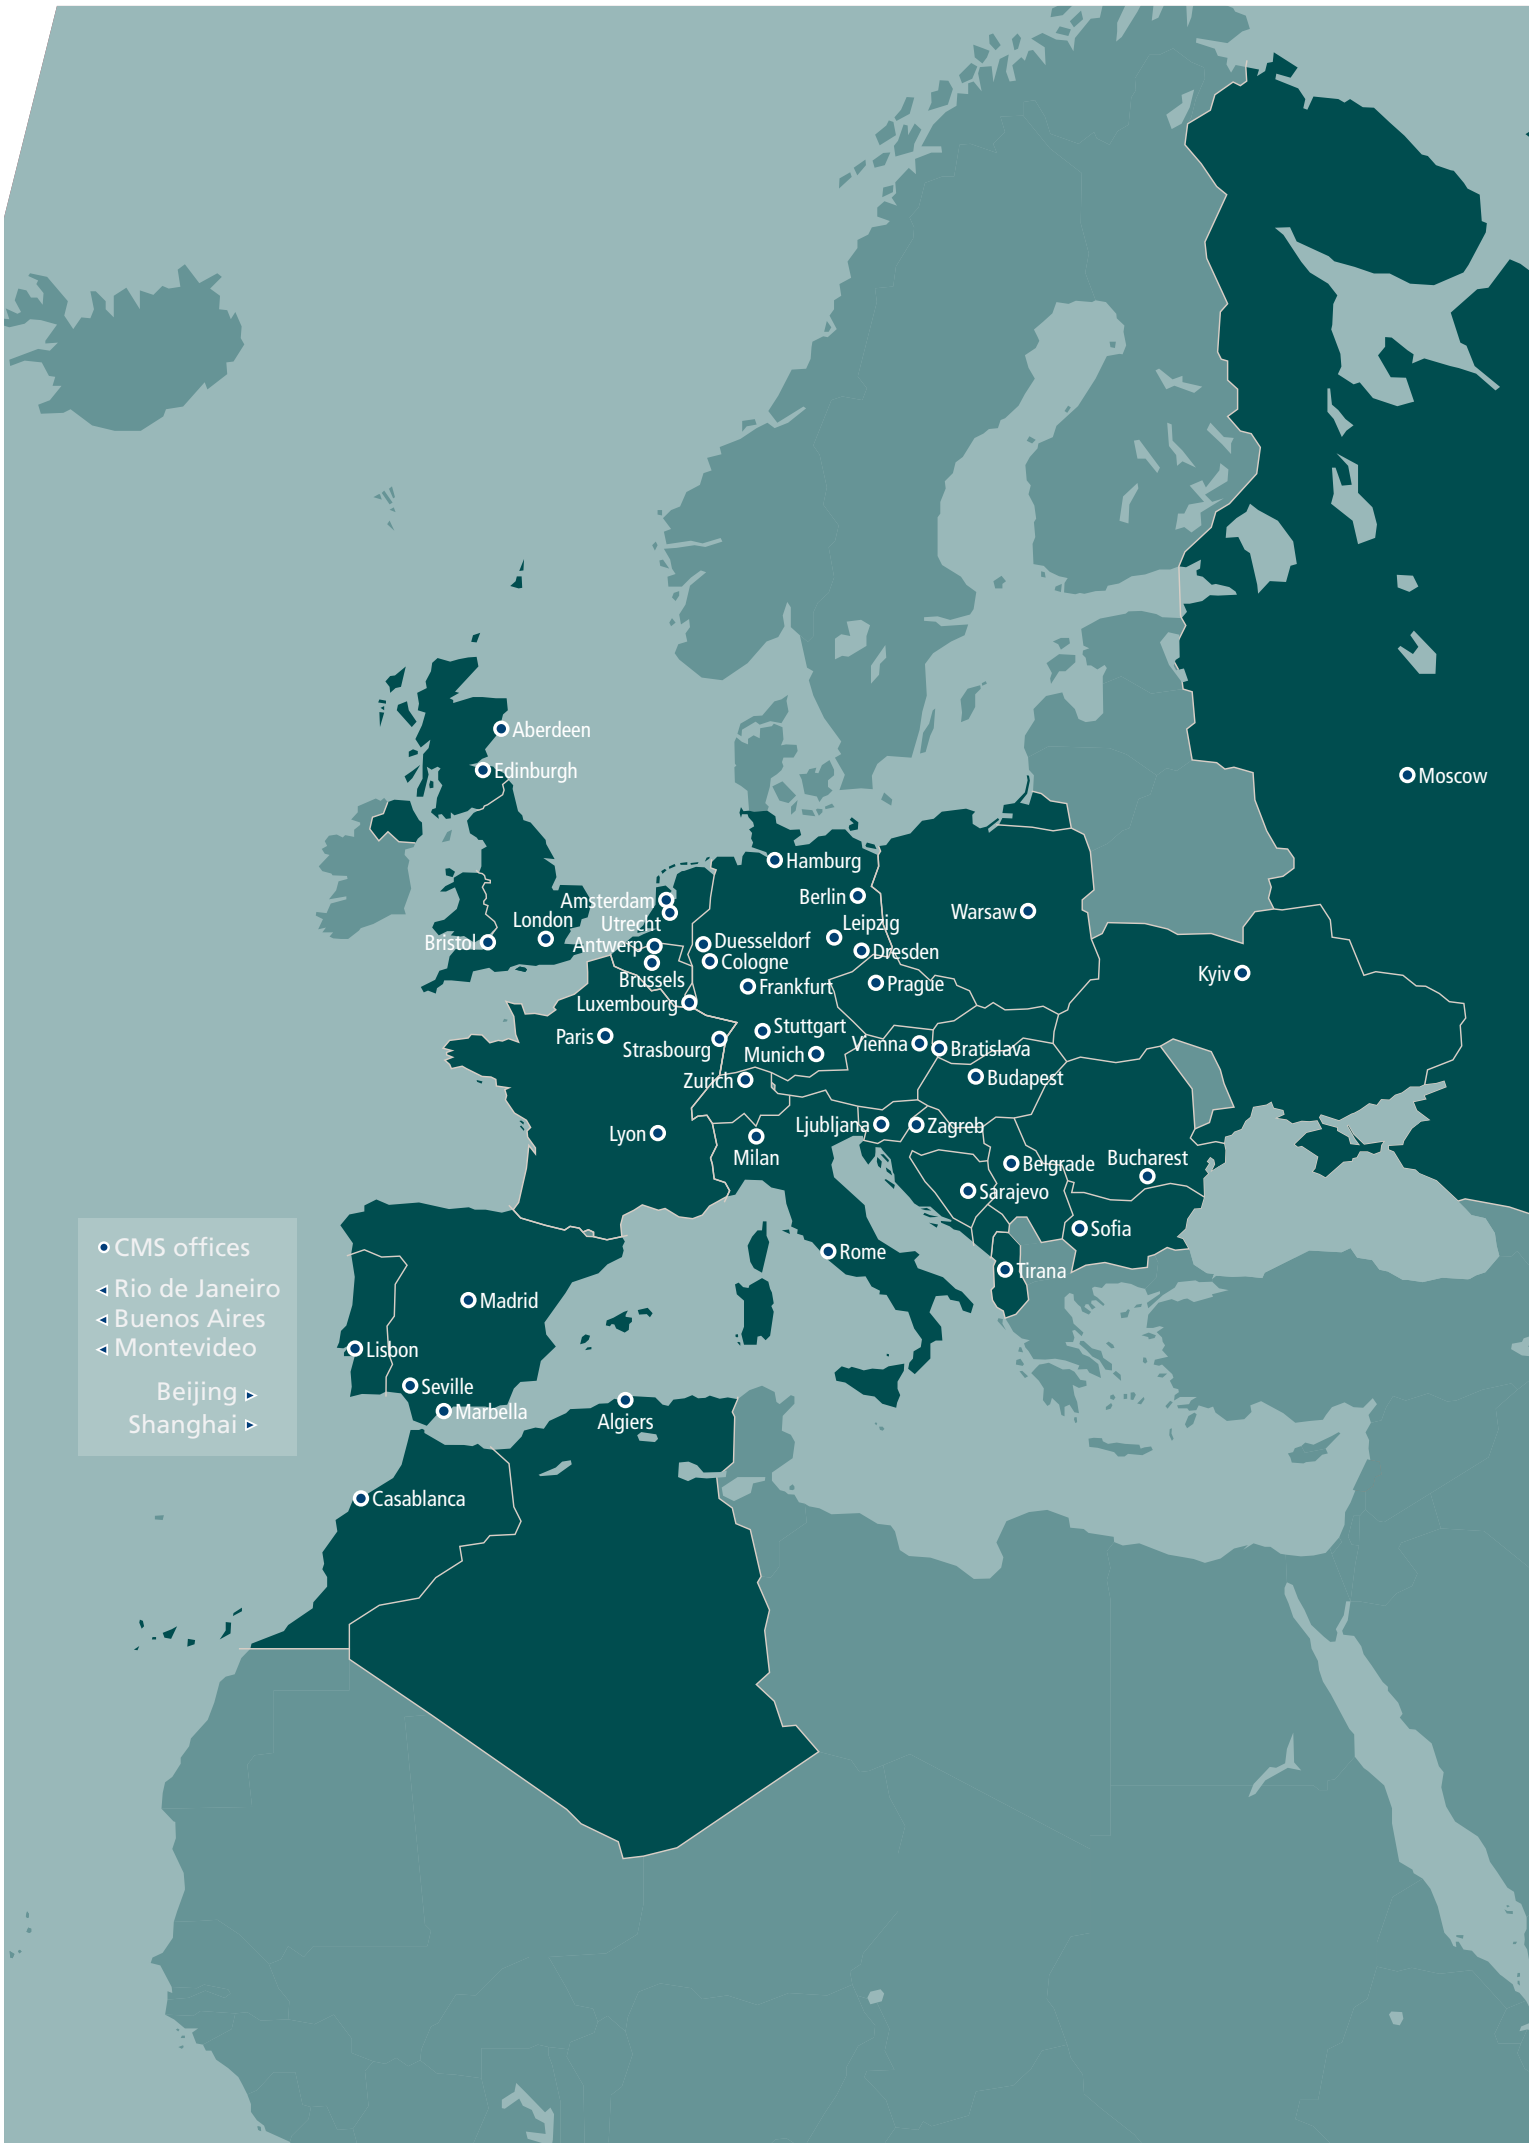 Aberdeen
Edinburgh
Moscow
Hamburg
Amsterdam
Berlin
Warsaw
London
Utrecht
Leipzig
Bristol
Antwerp
Duesseldorf
Dresden
Cologne
Brussels
Kyiv
Frankfurt
Prague
Luxembourg
Stuttgart
Paris
Strasbourg
Munich
Vienna
Bratislava
Zurich
Budapest
Lyon
Ljubljana
Zagreb
Milan
Belgrade
Bucharest
Sarajevo
Sofia
CMS offices
Rome
Tirana
Rio de Janeiro
Madrid
Buenos Aires
Montevideo
Lisbon
Beijing
Seville
Marbella
Shanghai
Algiers
Casablanca